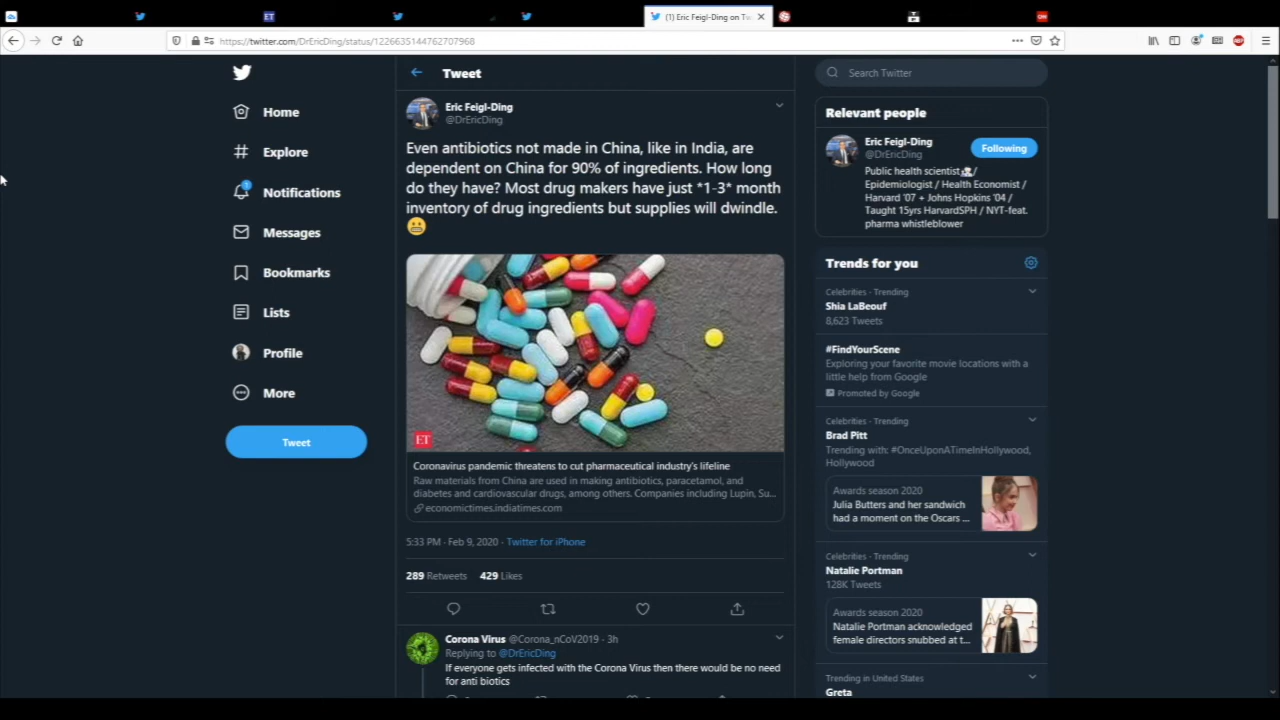 ET
(1) Eric Feigl-Ding on Tw
https://twitter.com/DrEricDing/status/1226635144762707968
Home
Explore
1
Notifications
Messages
Bookmarks
Lists
Profile
More
Tweet
Tweet
Eric Feigl-Ding
@DrEricDing
Even antibiotics not made in China, like in India, are
dependent on China for 90% of ingredients. How long
do they have? Most drug makers have just *1-3* month
inventory of drug ingredients but supplies will dwindle.
ET
Coronavirus pandemic threatens to cut pharmaceutical industry's lifeline
Raw materials from China are used in making antibiotics, paracetamol, and
diabetes and cardiovascular drugs, among others. Companies including Lupin, Su...
economictimes.indiatimes.com
5:33 PM · Feb 9, 2020 · Twitter for iPhone
289 Retweets 429 Likes
Corona Virus @Corona_nCoV2019 · 3h
Replying to @DrEricDing
If everyone gets infected with the Corona Virus then there would be no need
for anti biotics
Search Twitter
Relevant people
Eric Feigl-Ding
@DrEricDing
Following
Public health scientist /
Epidemiologist / Health Economist /
Harvard '07 + Johns Hopkins '04 /
Taught 15yrs HarvardSPH / NYT-feat.
pharma whistleblower
Trends for you
Celebrities · Trending
Shia LaBeouf
8,623 Tweets
#FindYourScene
Exploring your favorite movie locations with a
little help from Google
Promoted by Google
Celebrities · Trending
Brad Pitt
Trending with: #OnceUponATimeInHollywood,
Hollywood
Awards season 2020
Julia Butters and her sandwich
had a moment on the Oscars ...
Celebrities · Trending
Natalie Portman
128K Tweets
Awards season 2020
Natalie Portman acknowledged
female directors snubbed at t...
Trending in United States
Greta